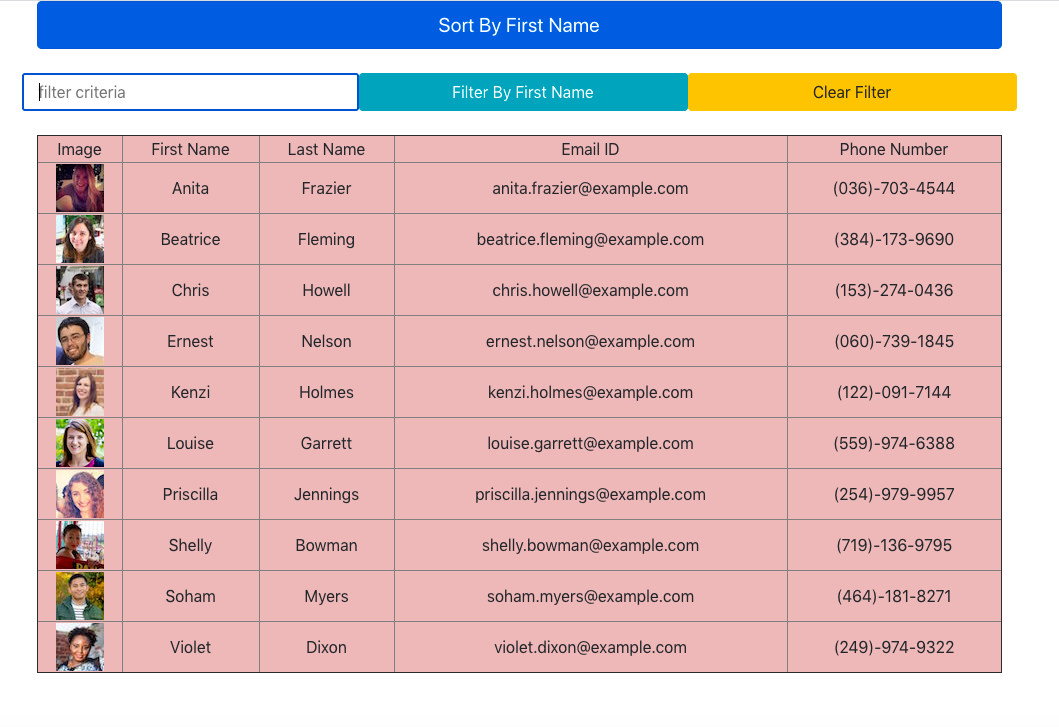 Sort By First Name
filter criteria Filter By First Name Clear Filter
Image First Name Last Name Email ID Phone Number
Anita Frazier anita.frazier@example.com (036)-703-4544
Beatrice Fleming beatrice.fleming@example.com (384)-173-9690
Chris Howell chris.howell@example.com (153)-274-0436
Ernest Nelson ernest.nelson@example.com (060)-739-1845
Kenzi Holmes kenzi.holmes@example.com (122)-091-7144
Louise Garrett louise.garrett@example.com (559)-974-6388
Priscilla Jennings priscilla.jennings@example.com (254)-979-9957
Shelly Bowman shelly.bowman@example.com (719)-136-9795
Soham Myers soham.myers@example.com (464)-181-8271
Violet Dixon violet.dixon@example.com (249)-974-9322